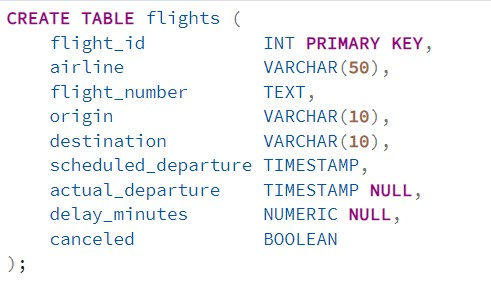 CREATE TABLE flights (
    flight_id          INT PRIMARY KEY,
    airline            VARCHAR(50),
    flight_number      TEXT,
    origin             VARCHAR(10),
    destination        VARCHAR(10),
    scheduled_departure TIMESTAMP,
    actual_departure   TIMESTAMP NULL,
    delay_minutes      NUMERIC NULL,
    canceled           BOOLEAN
);